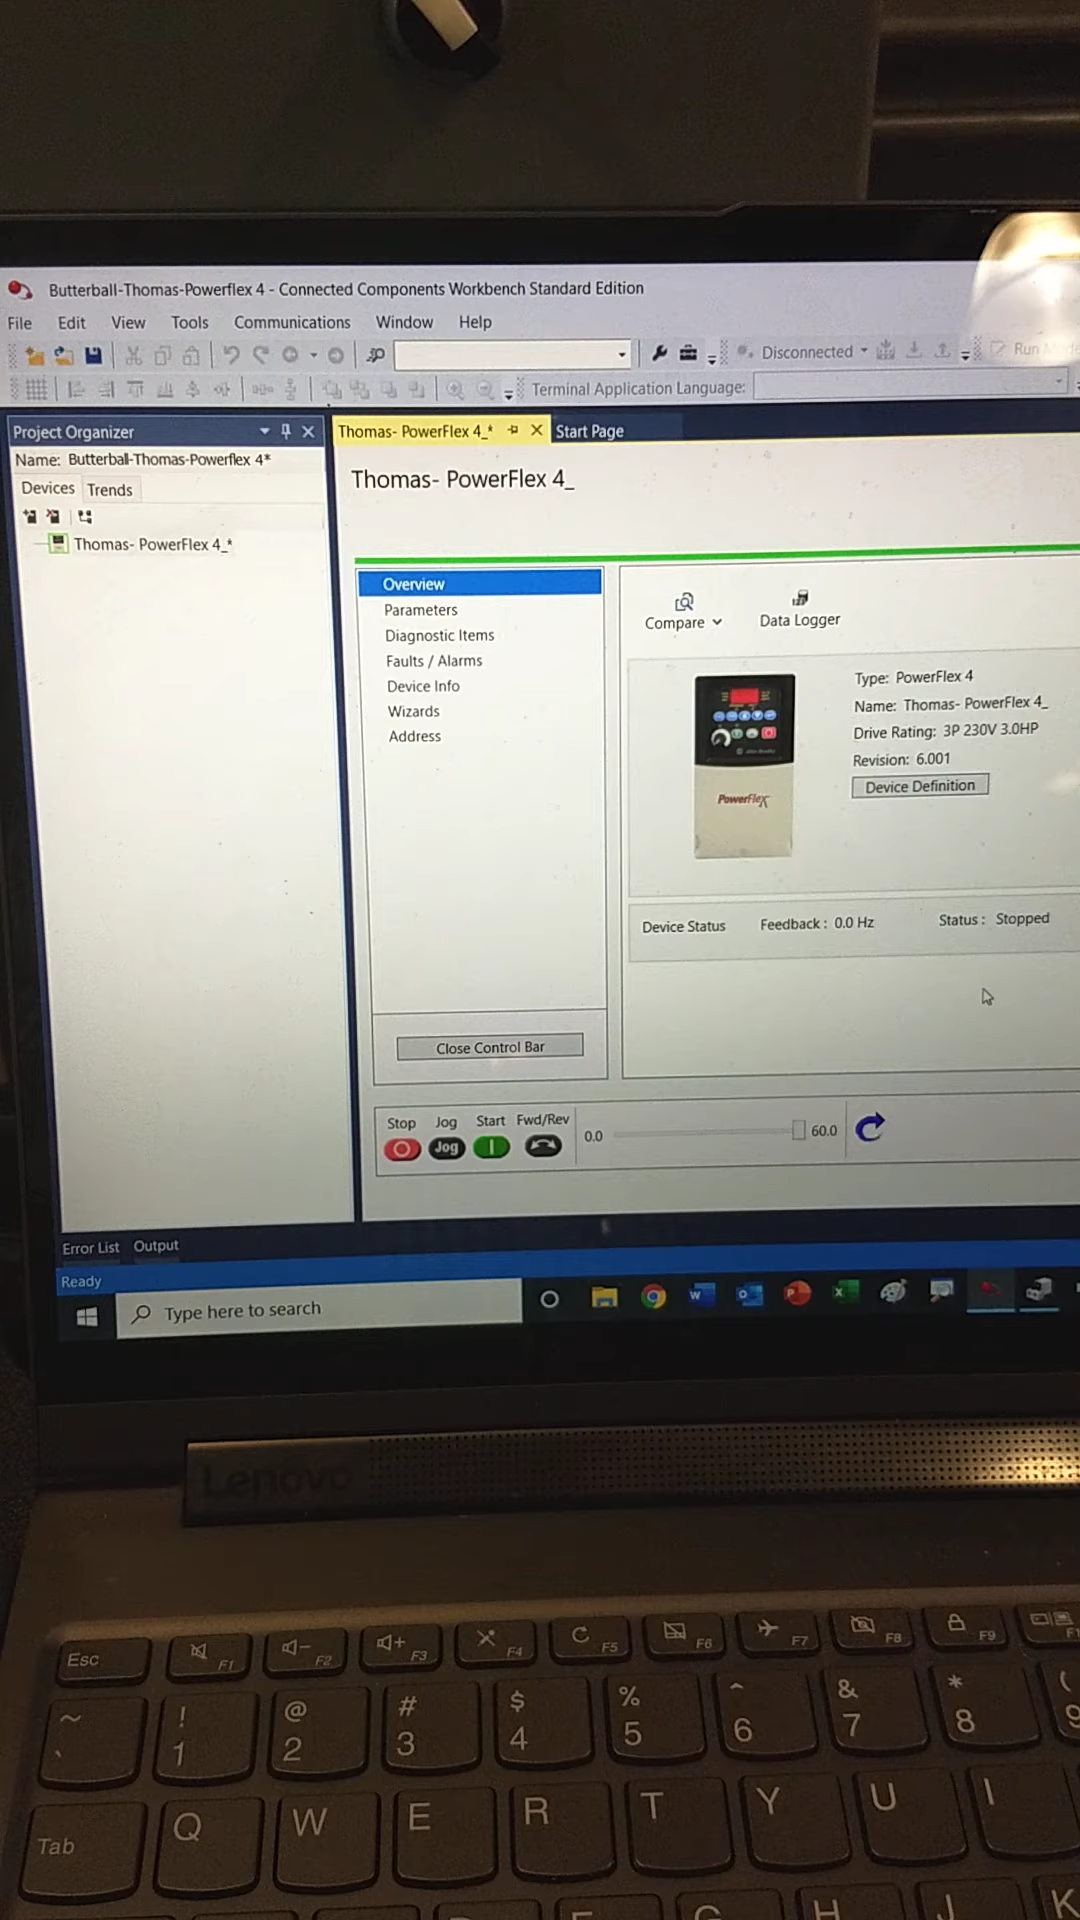 Butterball-Thomas-Powerflex 4 - Connected Components Workbench Standard Edition
File Edit View Tools Communications Window Help
Disconnected Run
Terminal Application Language:
Project Organizer
Name: Butterball-Thomas-Powerflex 4*
Devices Trends
Thomas- PowerFlex 4_*
Thomas- PowerFlex 4_* Start Page
Thomas- PowerFlex 4_
Overview
Parameters
Diagnostic Items
Faults / Alarms
Device Info
Wizards
Address
Close Control Bar
Compare Data Logger
Type: PowerFlex 4
Name: Thomas- PowerFlex 4_
Drive Rating: 3P 230V 3.0HP
Revision: 6.001
Device Definition
PowerFlex
Device Status Feedback : 0.0 Hz Status : Stopped
Stop Jog Start Fwd/Rev
Jog
0.0 60.0
Error List Output
Ready
Type here to search
Lenovo
Esc F1 F2 F3 F4 F5 F6 F7 F8 F9
~ ! @ # $ % ^ & * (
` 1 2 3 4 5 6 7 8 9
Tab Q W E R T Y U I
H J K